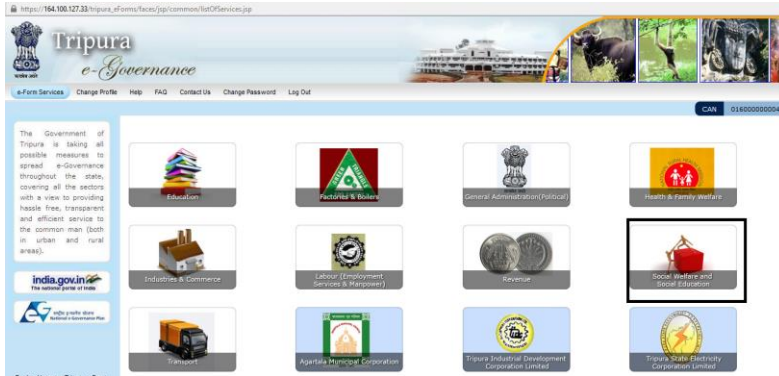 https://164.100.127.33/tripura_eForms/faces/jsp/common/listOfServices.jsp
Tripura
e-Governance
e-Form Services Change Profile Help FAQ Contact Us Change Password Log Out
CAN 016000000004
The Government of
Tripura is taking all
possible measures to
spread e-Governance
throughout the state,
covering all the sectors
with a view to providing
hassle free, transparent
and efficient service to
the common man (both
in urban and rural
areas).
india.gov.in
The national portal of India
National e-Governance Plan
Education
Factories & Boilers
General Administration(Political)
Health & Family Welfare
Industries & Commerce
Labour (Employment
Services & Manpower)
Revenue
Social Welfare and
Social Education
Transport
Agartala Municipal Corporation
Tripura Industrial Development
Corporation Limited
Tripura State Electricity
Corporation Limited